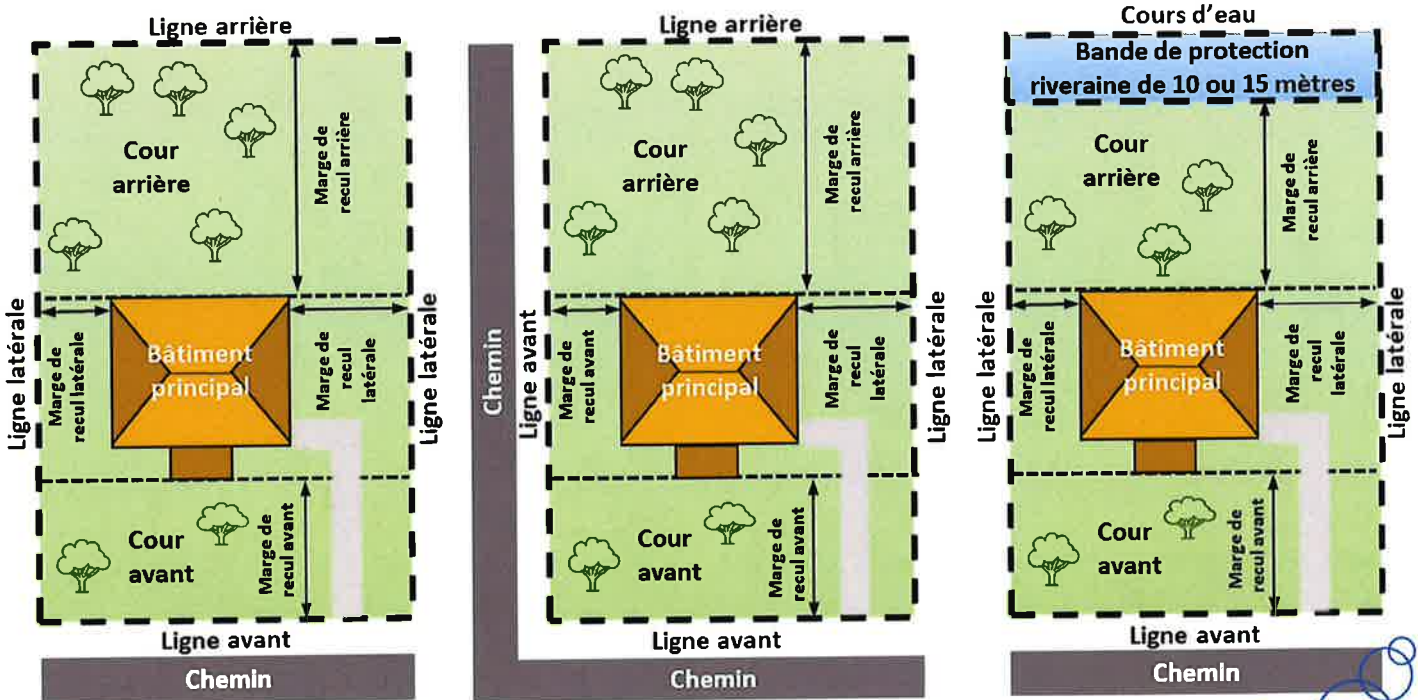 Ligne arrière
Cour
arrière
Marge de
recul arrière
Ligne latérale
Marge de
recul latérale
Bâtiment
principal
Marge de
recul
latérale
Ligne latérale
Cour
avant
Marge de
recul avant
Ligne avant
Chemin
Ligne arrière
Cour
arrière
Marge de
recul arrière
Chemin
Ligne avant
Marge de
recul avant
Bâtiment
principal
Marge de
recul
latérale
Ligne latérale
Cour
avant
Marge de
recul avant
Ligne avant
Chemin
Cours d'eau
Bande de protection
riveraine de 10 ou 15 mètres
Cour
arrière
Marge de
recul arrière
Ligne latérale
Marge de
recul latérale
Bâtiment
principal
Marge de
recul
latérale
Ligne latérale
Cour
avant
Marge de
recul avant
Ligne avant
Chemin